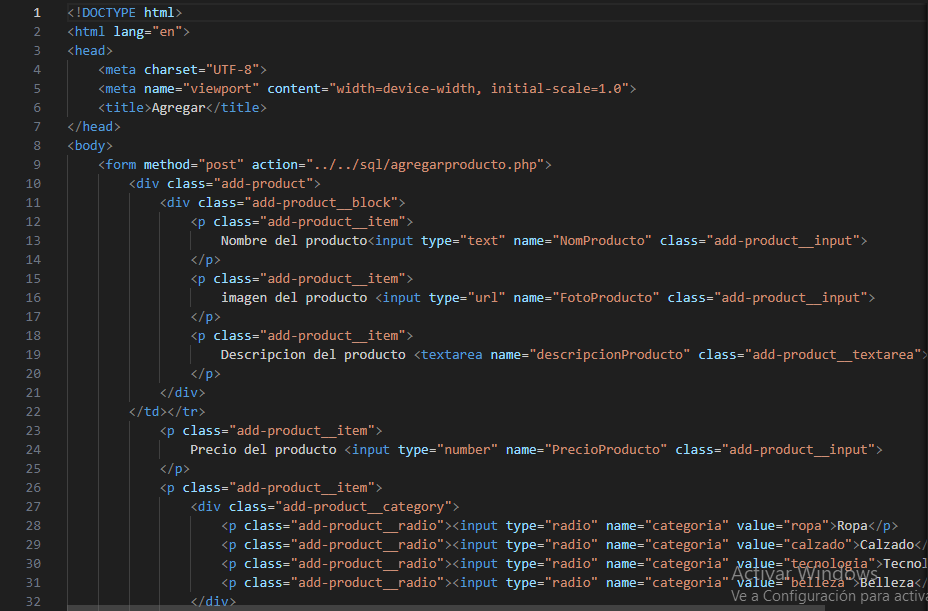 1 <!DOCTYPE html>
2 <html lang="en">
3 <head>
4 <meta charset="UTF-8">
5 <meta name="viewport" content="width=device-width, initial-scale=1.0">
6 <title>Agregar</title>
7 </head>
8 <body>
9 <form method="post" action="../../sql/agregarproducto.php">
10 <div class="add-product">
11 <div class="add-product__block">
12 <p class="add-product__item">
13 Nombre del producto<input type="text" name="NomProducto" class="add-product__input">
14 </p>
15 <p class="add-product__item">
16 imagen del producto <input type="url" name="FotoProducto" class="add-product__input">
17 </p>
18 <p class="add-product__item">
19 Descripcion del producto <textarea name="descripcionProducto" class="add-product__textarea">
20 </p>
21 </div>
22 </td></tr>
23 <p class="add-product__item">
24 Precio del producto <input type="number" name="PrecioProducto" class="add-product__input">
25 </p>
26 <p class="add-product__item">
27 <div class="add-product__category">
28 <p class="add-product__radio"><input type="radio" name="categoria" value="ropa">Ropa</p>
29 <p class="add-product__radio"><input type="radio" name="categoria" value="calzado">Calzado</
30 <p class="add-product__radio"><input type="radio" name="categoria" value="tecnologia">Tecnol
31 <p class="add-product__radio"><input type="radio" name="categoria" value="belleza">Belleza</
32 </div>
Activar Windows
Ve a Configuración para activa